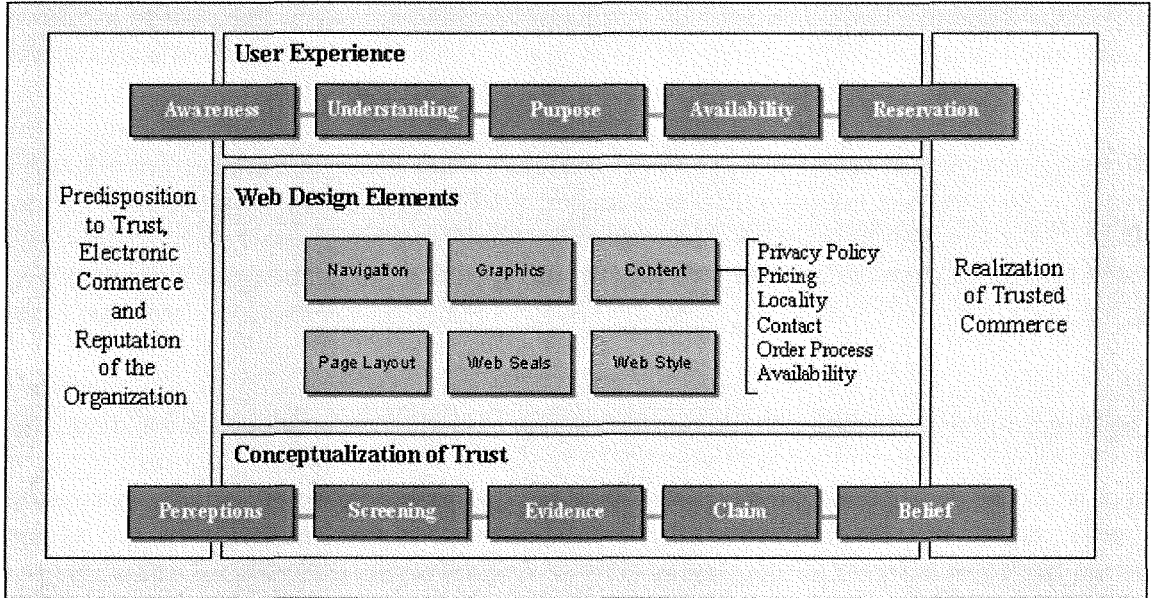 User Experience
Awareness
Understanding
Purpose
Availability
Reservation
Predisposition
to Trust,
Electronic
Commerce
and
Reputation
of the
Organization
Web Design Elements
Navigation
Graphics
Content
Privacy Policy
Pricing
Locality
Contact
Order Process
Availability
Page Layout
Web Seals
Web Style
Realization
of Trusted
Commerce
Conceptualization of Trust
Perceptions
Screening
Evidence
Claim
Belief